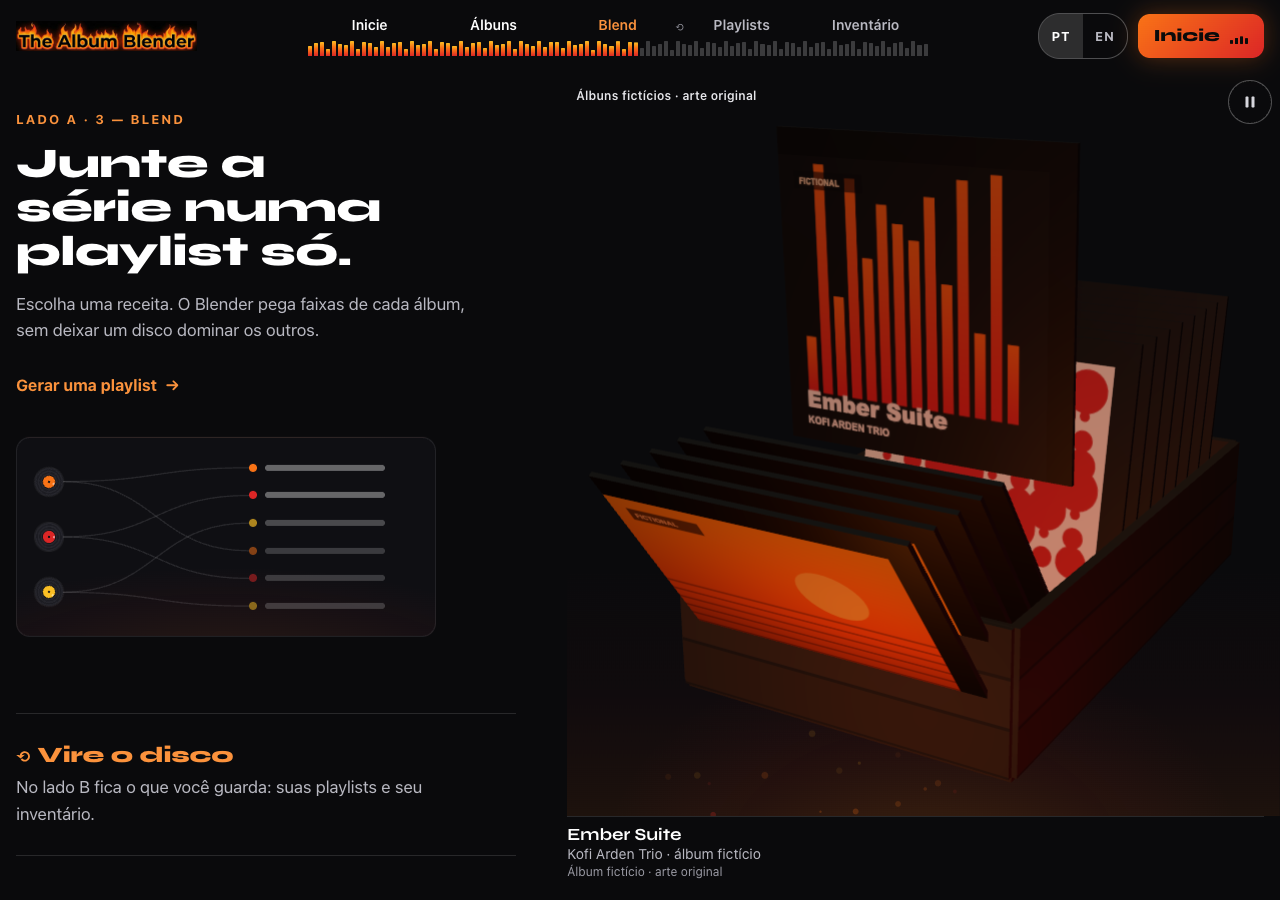 The Album Blender
Inicie
Álbuns
Blend
Playlists
Inventário
PT
EN
Inicie
Álbuns fictícios · arte original
LADO A · 3 — BLEND
Junte a
série numa
playlist só.
Escolha uma receita. O Blender pega faixas de cada álbum,
sem deixar um disco dominar os outros.
Gerar uma playlist →
FICTIONAL
Ember Suite
KOFI ARDEN TRIO
FICTIONAL
⟲ Vire o disco
No lado B fica o que você guarda: suas playlists e seu
inventário.
Ember Suite
Kofi Arden Trio · álbum fictício
Álbum fictício · arte original